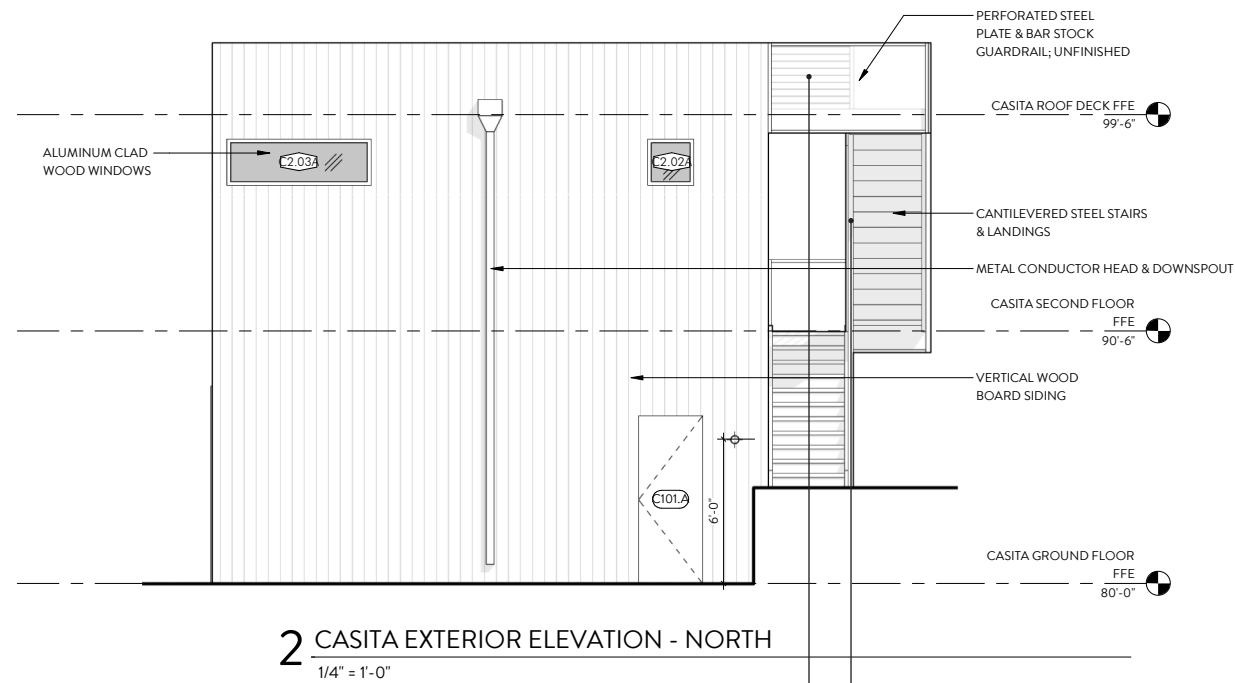 PERFORATED STEEL
PLATE & BAR STOCK
GUARDRAIL; UNFINISHED
CASITA ROOF DECK FFE
99'-6"
ALUMINUM CLAD
WOOD WINDOWS
C2.03A
C2.02A
CANTILEVERED STEEL STAIRS
& LANDINGS
METAL CONDUCTOR HEAD & DOWNSPOUT
CASITA SECOND FLOOR
FFE
90'-6"
VERTICAL WOOD
BOARD SIDING
C101.A
6'-0"
CASITA GROUND FLOOR
FFE
80'-0"
2 CASITA EXTERIOR ELEVATION - NORTH
1/4" = 1'-0"